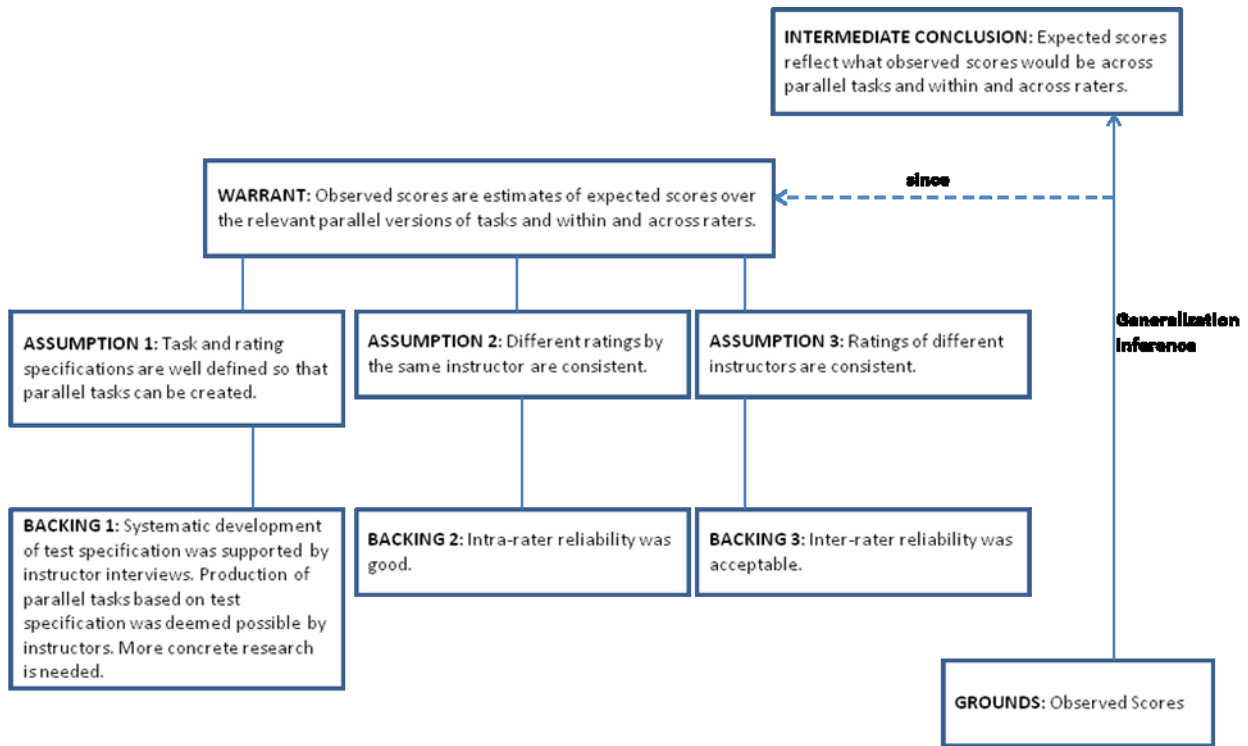 INTERMEDIATE CONCLUSION: Expected scores
reflect what observed scores would be across
parallel tasks and within and across raters.
since
WARRANT: Observed scores are estimates of expected scores over
the relevant parallel versions of tasks and within and across raters.
Generalization
Inference
ASSUMPTION 1: Task and rating
specifications are well defined so that
parallel tasks can be created.
ASSUMPTION 2: Different ratings by
the same instructor are consistent.
ASSUMPTION 3: Ratings of different
instructors are consistent.
BACKING 1: Systematic development
of test specification was supported by
instructor interviews. Production of
parallel tasks based on test
specification was deemed possible by
instructors. More concrete research
is needed.
BACKING 2: Intra-rater reliability was
good.
BACKING 3: Inter-rater reliability was
acceptable.
GROUNDS: Observed Scores